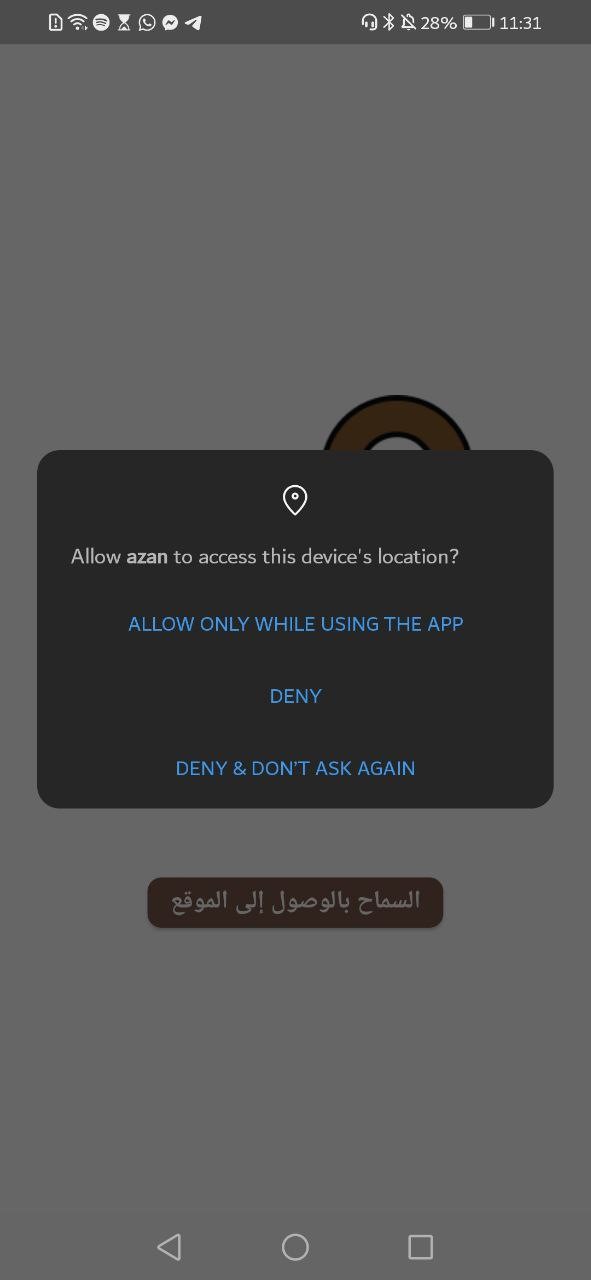 28% 11:31
Allow azan to access this device's location?
ALLOW ONLY WHILE USING THE APP
DENY
DENY & DON'T ASK AGAIN
السماح بالوصول إلى الموقع